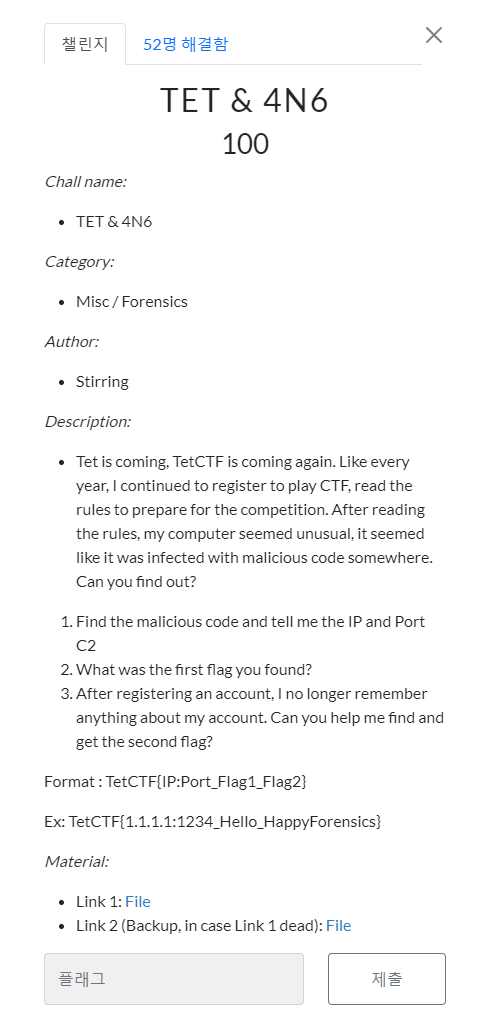 챌린지
52명 해결함
TET & 4N6
100
Chall name:
• TET & 4N6
Category:
• Misc / Forensics
Author:
• Stirring
Description:
• Tet is coming, TetCTF is coming again. Like every
year, I continued to register to play CTF, read the
rules to prepare for the competition. After reading
the rules, my computer seemed unusual, it seemed
like it was infected with malicious code somewhere.
Can you find out?
1. Find the malicious code and tell me the IP and Port
C2
2. What was the first flag you found?
3. After registering an account, I no longer remember
anything about my account. Can you help me find and
get the second flag?
Format : TetCTF{IP:Port_Flag1_Flag2}
Ex: TetCTF{1.1.1.1:1234_Hello_HappyForensics}
Material:
• Link 1: File
• Link 2 (Backup, in case Link 1 dead): File
플래그
제출